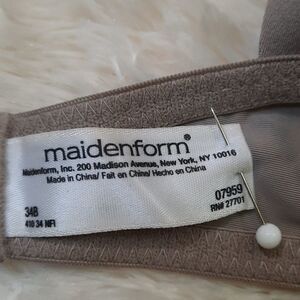 maidenform®
Maidenform, Inc. 200 Madison Avenue, New York, NY 10016
Made in China/ Fait en Chine/ Hecho en China
34B
07959
RN# 27701